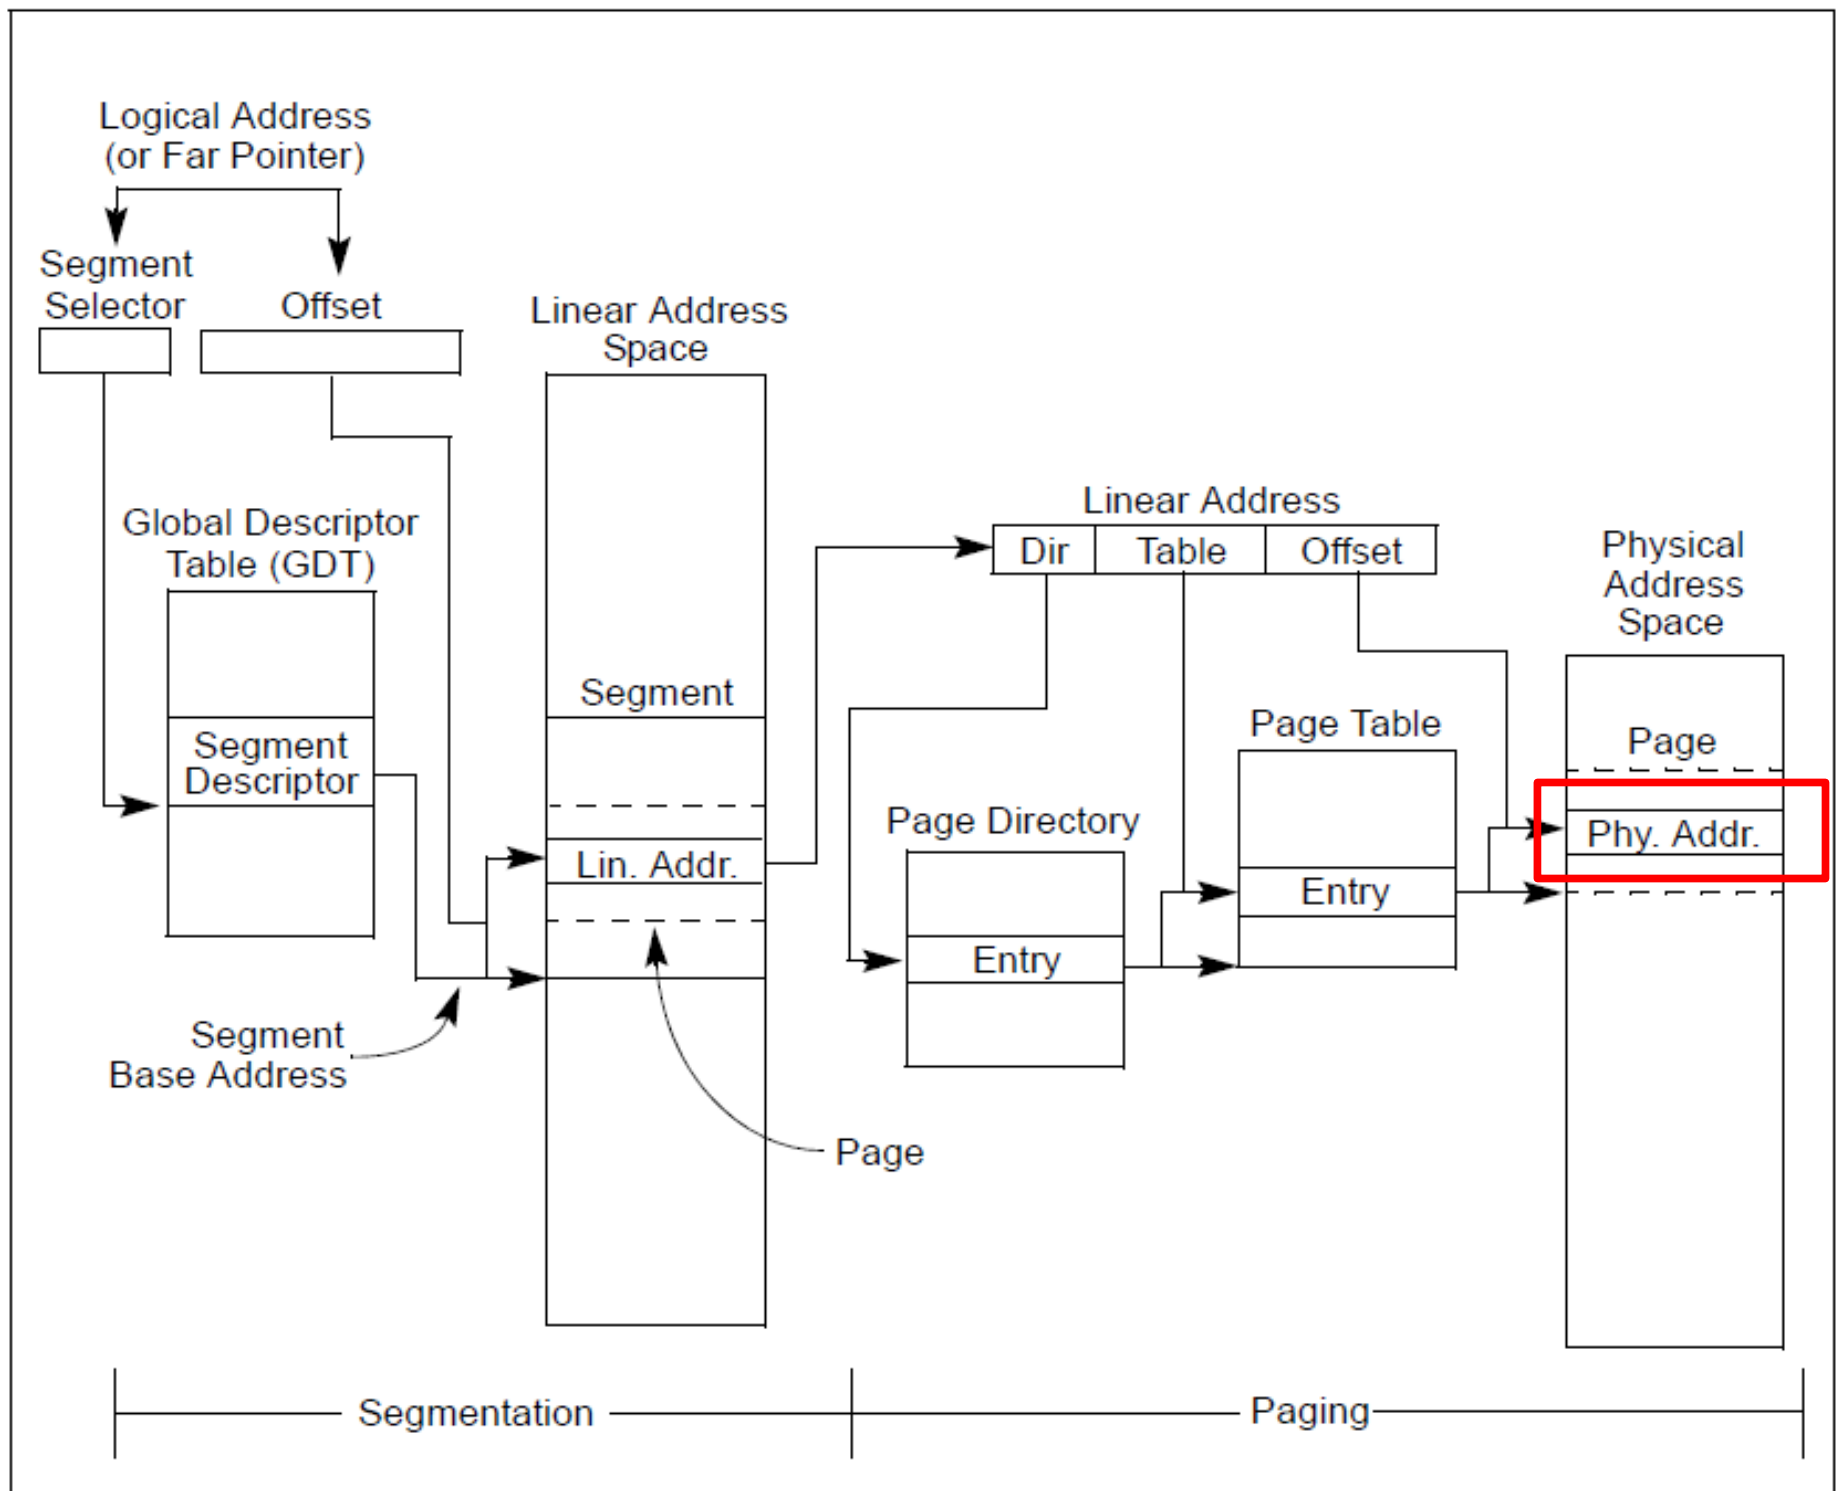 Logical Address
(or Far Pointer)
Segment
Selector
Offset
Linear Address
Space
Global Descriptor
Table (GDT)
Segment
Descriptor
Segment
Lin. Addr.
Segment
Base Address
Page
Linear Address
Dir
Table
Offset
Page Directory
Entry
Page Table
Entry
Physical
Address
Space
Page
Phy. Addr.
Segmentation
Paging